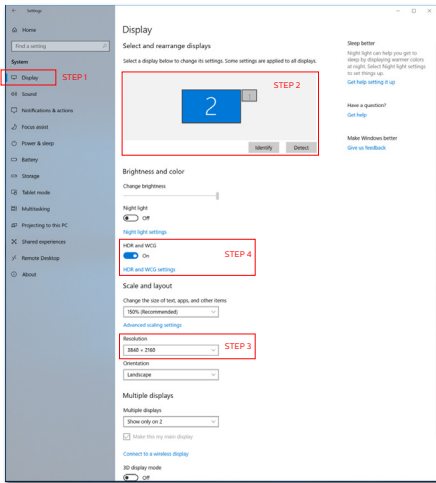 Settings
Home
Find a setting
System
Display
STEP 1
Sound
Notifications & actions
Focus assist
Power & sleep
Battery
Storage
Tablet mode
Multitasking
Projecting to this PC
Shared experiences
Remote Desktop
About
Display
Select and rearrange displays
Select a display below to change its settings. Some settings are applied to all displays.
STEP 2
2
1
Identify
Detect
Brightness and color
Change brightness
Night light
Off
Night light settings
HDR and WCG
On
STEP 4
HDR and WCG settings
Scale and layout
Change the size of text, apps, and other items
150% (Recommended)
Advanced scaling settings
Resolution
3840 × 2160
STEP 3
Orientation
Landscape
Multiple displays
Multiple displays
Show only on 2
Make this my main display
Connect to a wireless display
3D display mode
Off
Sleep better
Night light can help you get to
sleep by displaying warmer colors
at night. Select Night light settings
to set things up.
Get help setting it up
Have a question?
Get help
Make Windows better
Give us feedback